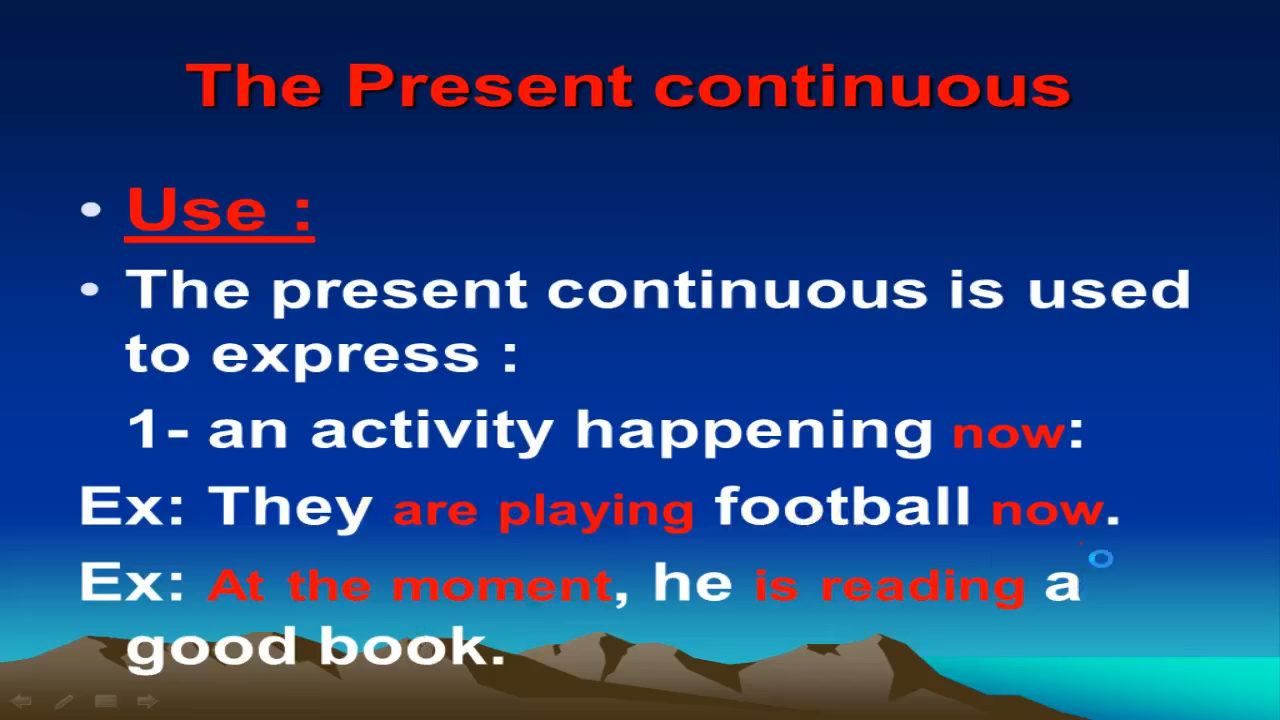 The Present continuous
• Use :
• The present continuous is used
to express :
1- an activity happening now:
Ex: They are playing football now.
Ex: At the moment, he is reading a
good book.